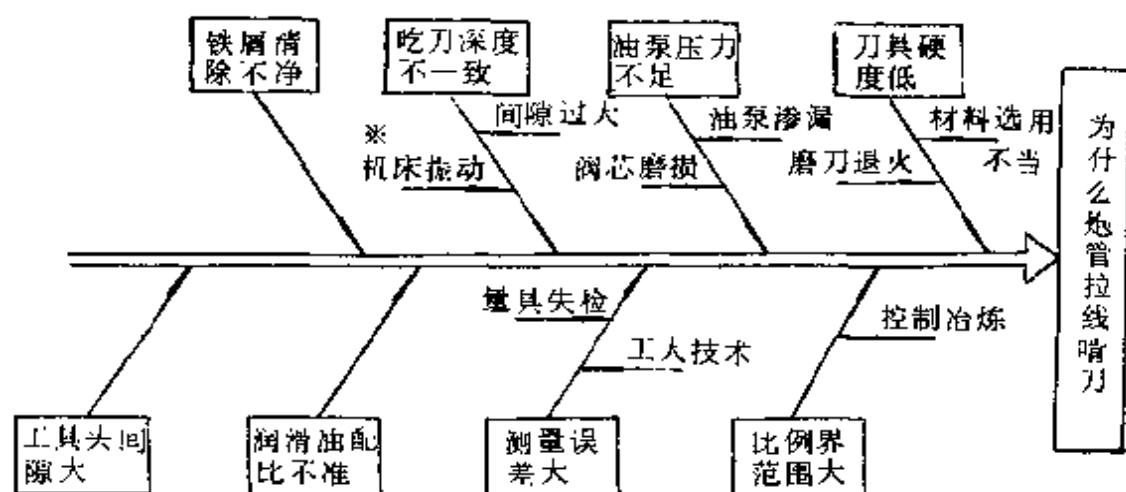 铁屑清
除不净
吃刀深度
不一致
油泵压力
不足
刀具硬
度低
间隙过大
※
机床振动
油泵渗漏
阀芯磨损
材料选用
不当
磨刀退火
为什么炮管拉线啃刀
量具失检
工人技术
控制冶炼
工具头间
隙大
润滑油配
比不准
测量误
差大
比例界
范围大